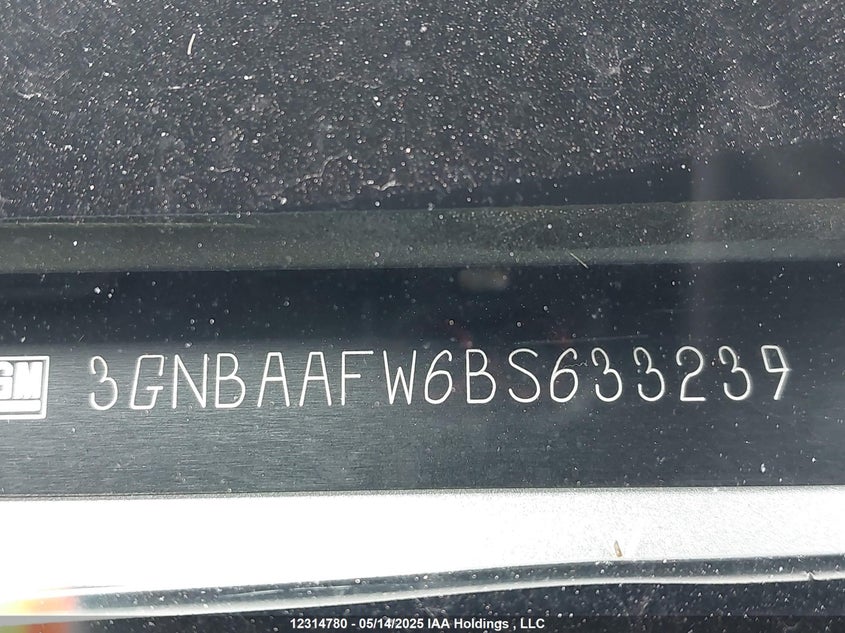 GM 3GNBAAFW6BS633239
12314780 - 05/14/2025 IAA Holdings , LLC